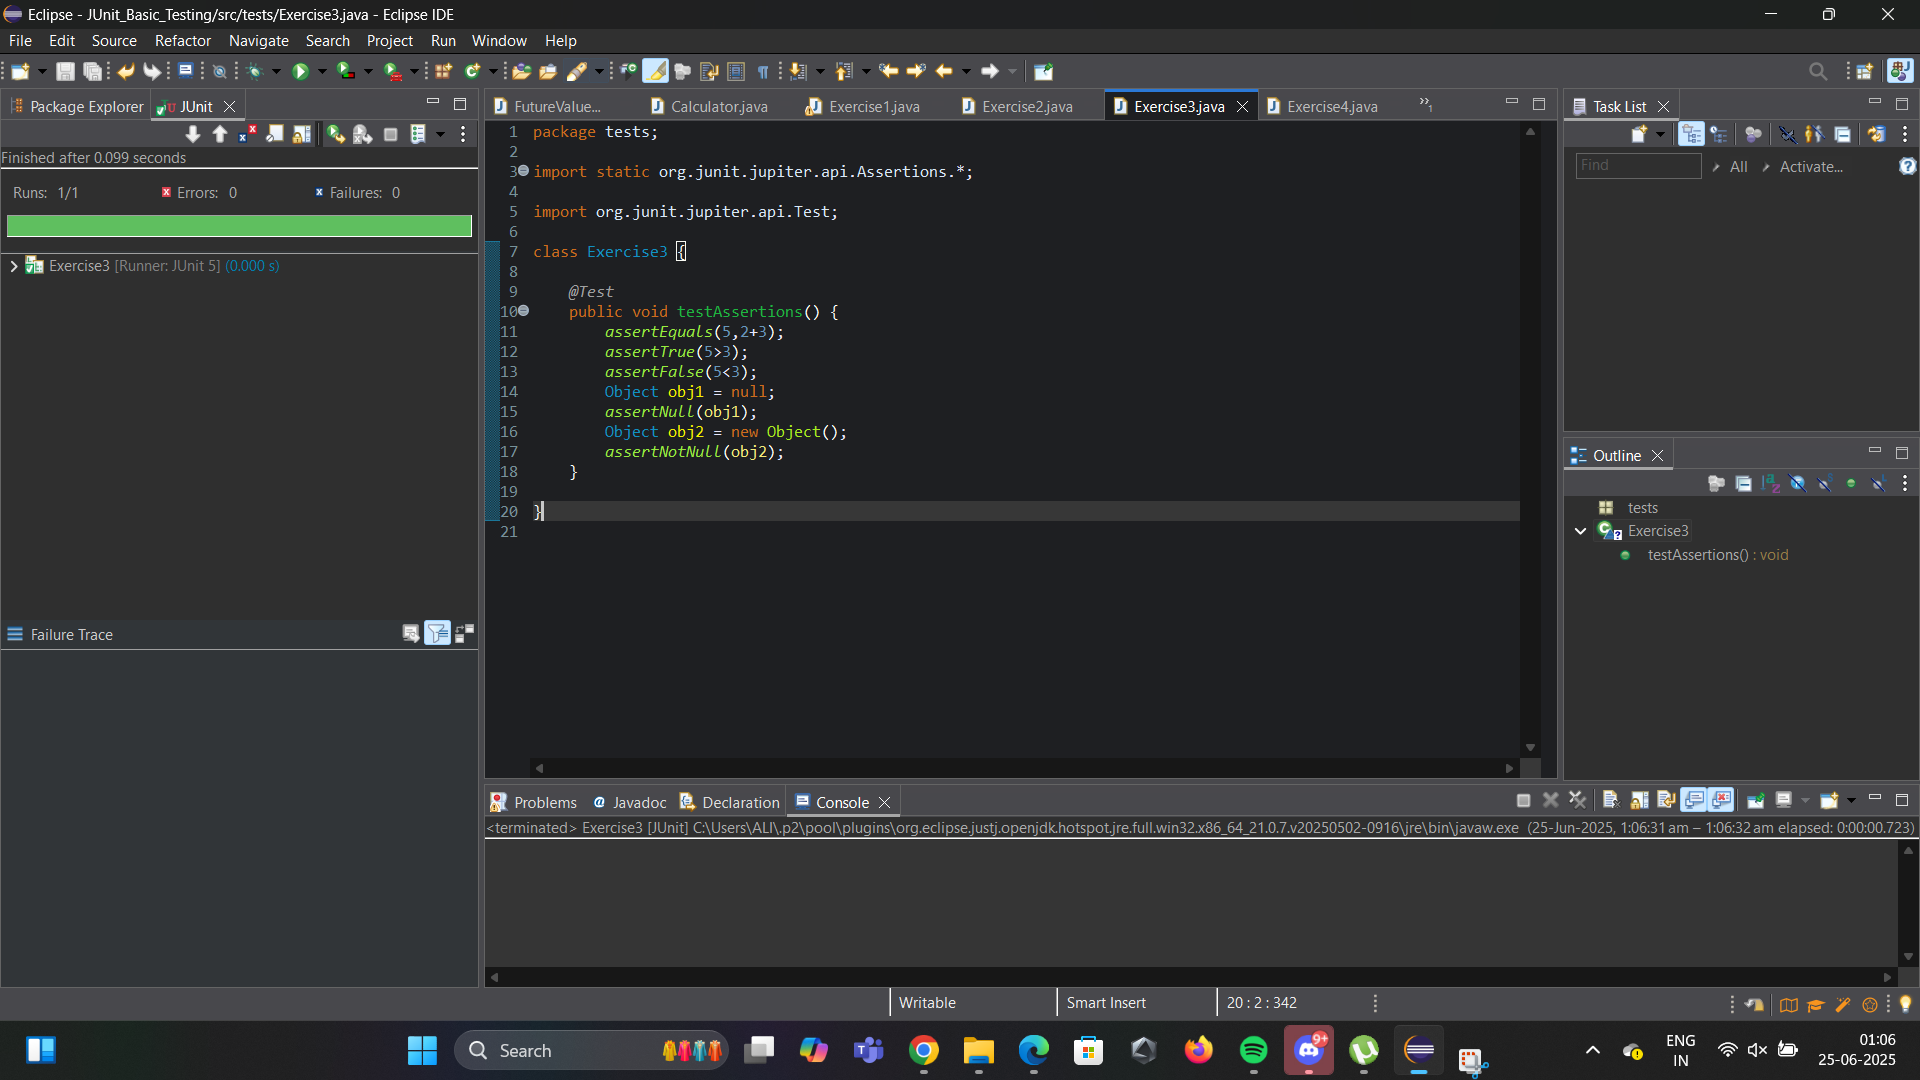 Eclipse - JUnit_Basic_Testing/src/tests/Exercise3.java - Eclipse IDE
File Edit Source Refactor Navigate Search Project Run Window Help
Package Explorer JUnit
Finished after 0.099 seconds
Runs: 1/1 Errors: 0 Failures: 0
Exercise3 [Runner: JUnit 5] (0.000 s)
Failure Trace
FutureValue... Calculator.java Exercise1.java Exercise2.java Exercise3.java Exercise4.java »1
1 package tests;
2
3 import static org.junit.jupiter.api.Assertions.*;
4
5 import org.junit.jupiter.api.Test;
6
7 class Exercise3 {
8
9 @Test
10 public void testAssertions() {
11 assertEquals(5,2+3);
12 assertTrue(5>3);
13 assertFalse(5<3);
14 Object obj1 = null;
15 assertNull(obj1);
16 Object obj2 = new Object();
17 assertNotNull(obj2);
18 }
19
20 }
21
Task List
Find All Activate...
Outline
tests
Exercise3
testAssertions() : void
Problems Javadoc Declaration Console
<terminated> Exercise3 [JUnit] C:\Users\ALI\.p2\pool\plugins\org.eclipse.justj.openjdk.hotspot.jre.full.win32.x86_64_21.0.7.v20250502-0916\jre\bin\javaw.exe (25-Jun-2025, 1:06:31 am – 1:06:32 am elapsed: 0:00:00.723)
Writable Smart Insert 20 : 2 : 342
Search
9+
ENG
IN
01:06
25-06-2025